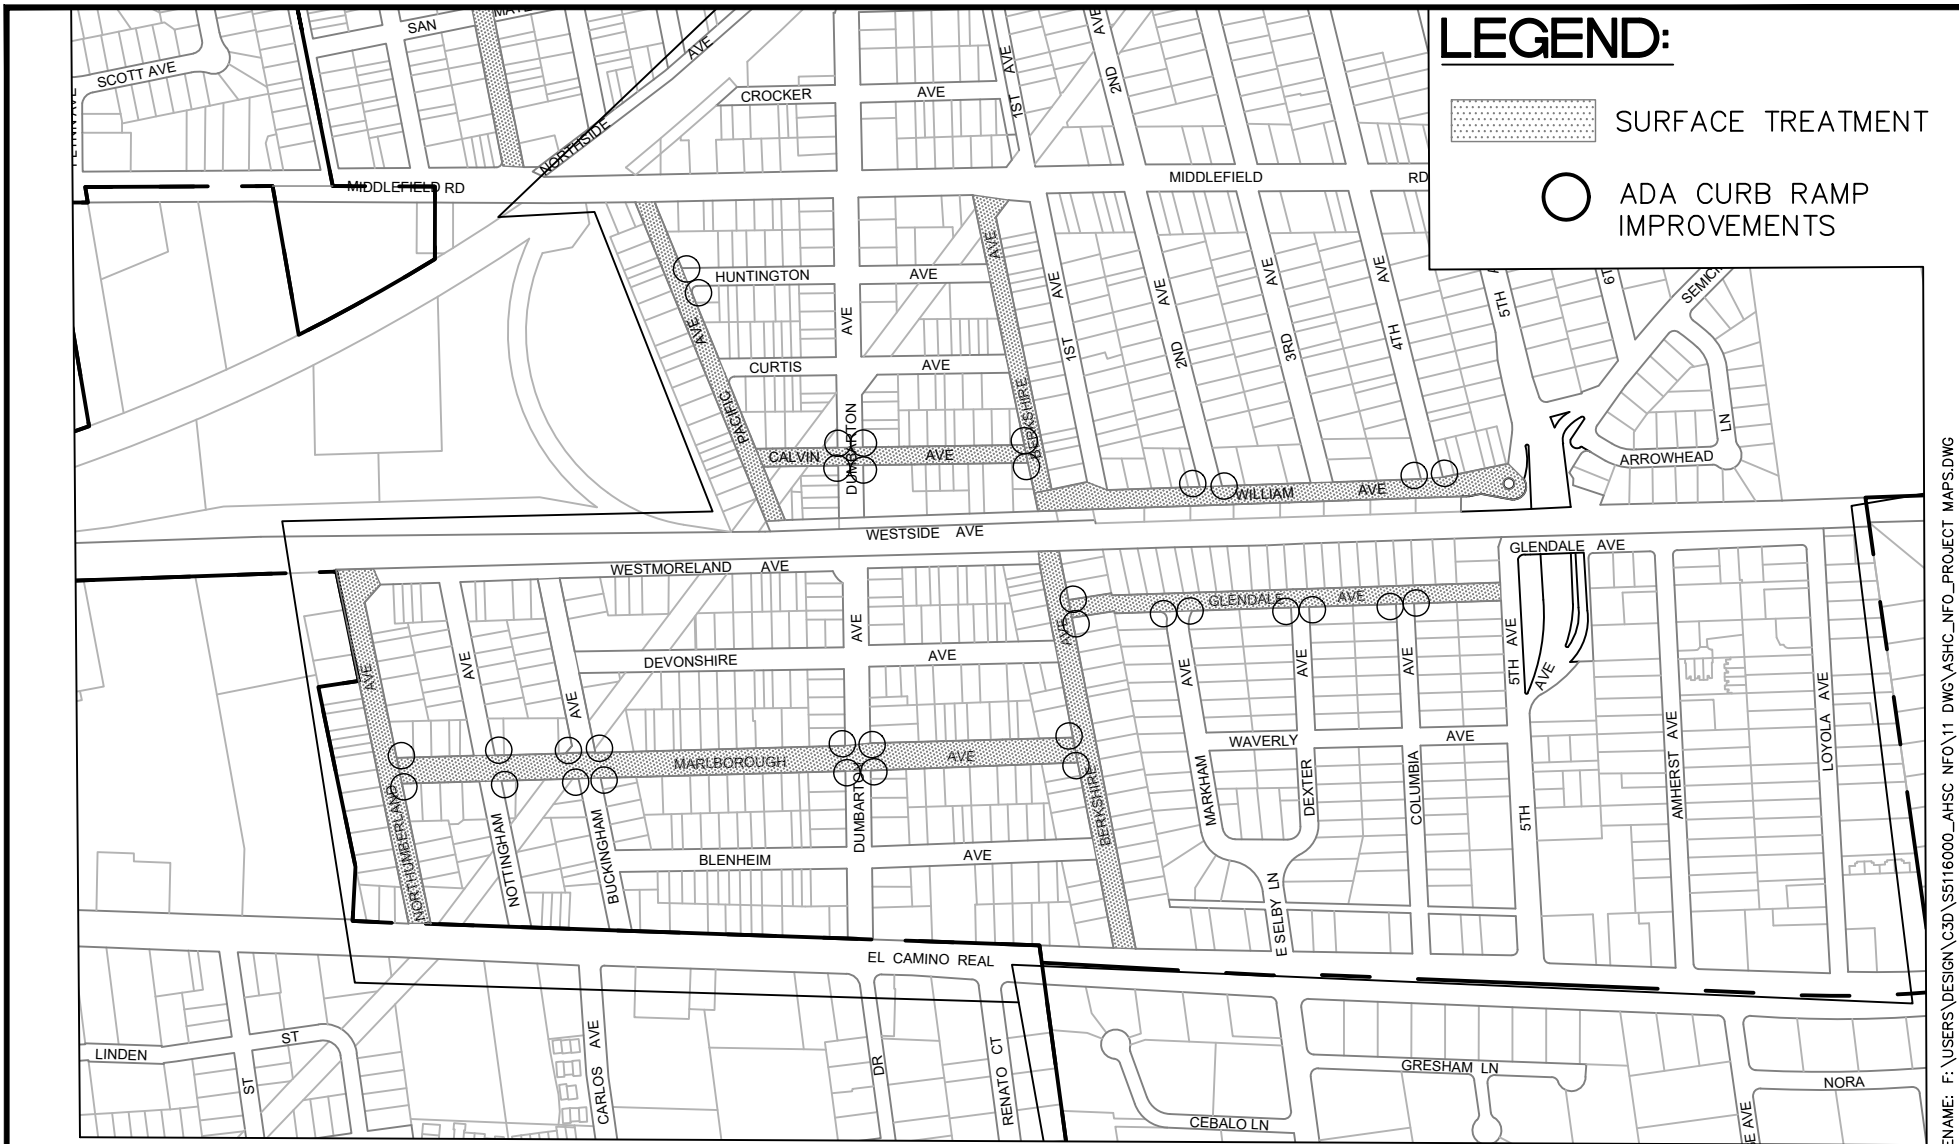 LEGEND:
SURFACE TREATMENT
ADA CURB RAMP
IMPROVEMENTS
SAN
SCOTT AVE
AVE
NORTHSIDE
CROCKER AVE
1ST AVE
2ND AVE
MIDDLEFIELD RD
MIDDLEFIELD RD
HUNTINGTON AVE
AVE
PACIFIC AVE
CURTIS AVE
BERKSHIRE AVE
1ST AVE
2ND AVE
3RD AVE
4TH AVE
5TH
DUMBARTON
CALVIN AVE
WILLIAM AVE
ARROWHEAD LN
WESTSIDE AVE
WESTMORELAND AVE
GLENDALE AVE
GLENDALE AVE
AVE
AVE
AVE
AVE
AVE
DEVONSHIRE AVE
AVE
AVE
AVE
AVE
5TH AVE
AVE
MARLBOROUGH AVE
WAVERLY AVE
NORTHUMBERLAND
NOTTINGHAM
BUCKINGHAM
DUMBARTON
BERKSHIRE
MARKHAM
DEXTER
COLUMBIA
5TH
AMHERST AVE
LOYOLA AVE
BLENHEIM AVE
E SELBY LN
EL CAMINO REAL
LINDEN
ST
ST
CARLOS AVE
DR
RENATO CT
GRESHAM LN
CEBALO LN
NORA
E AVE
ENAME: F:\USERS\DESIGN\C3D\S5116000_AHSC NFO\11 DWG\ASHC_NFO_PROJECT MAPS.DWG